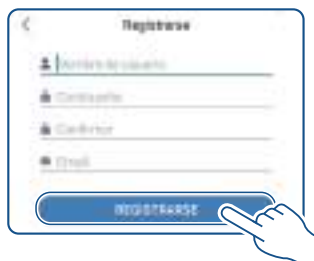 Registrarse
Nombre de usuario
Contraseña
Confirmar
Email
REGISTRARSE